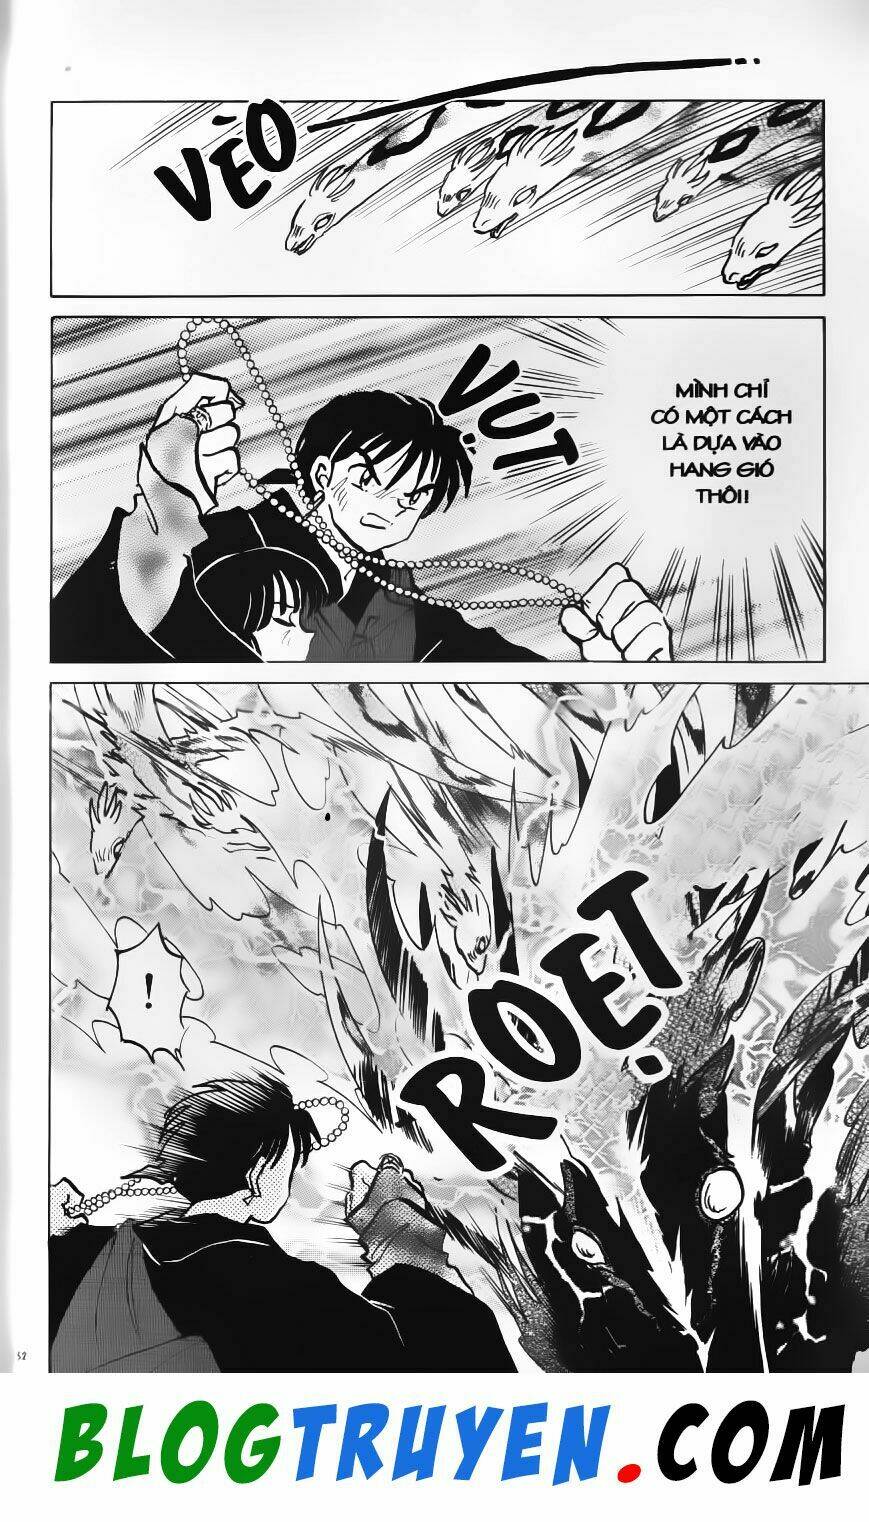 VÈO
VỤT
MÌNH CHỈ
CÓ MỘT CÁCH
LÀ DỰA VÀO
HANG GIÓ
THÔI!
!
ROẸT
52
BLOGTRUYEN.COM